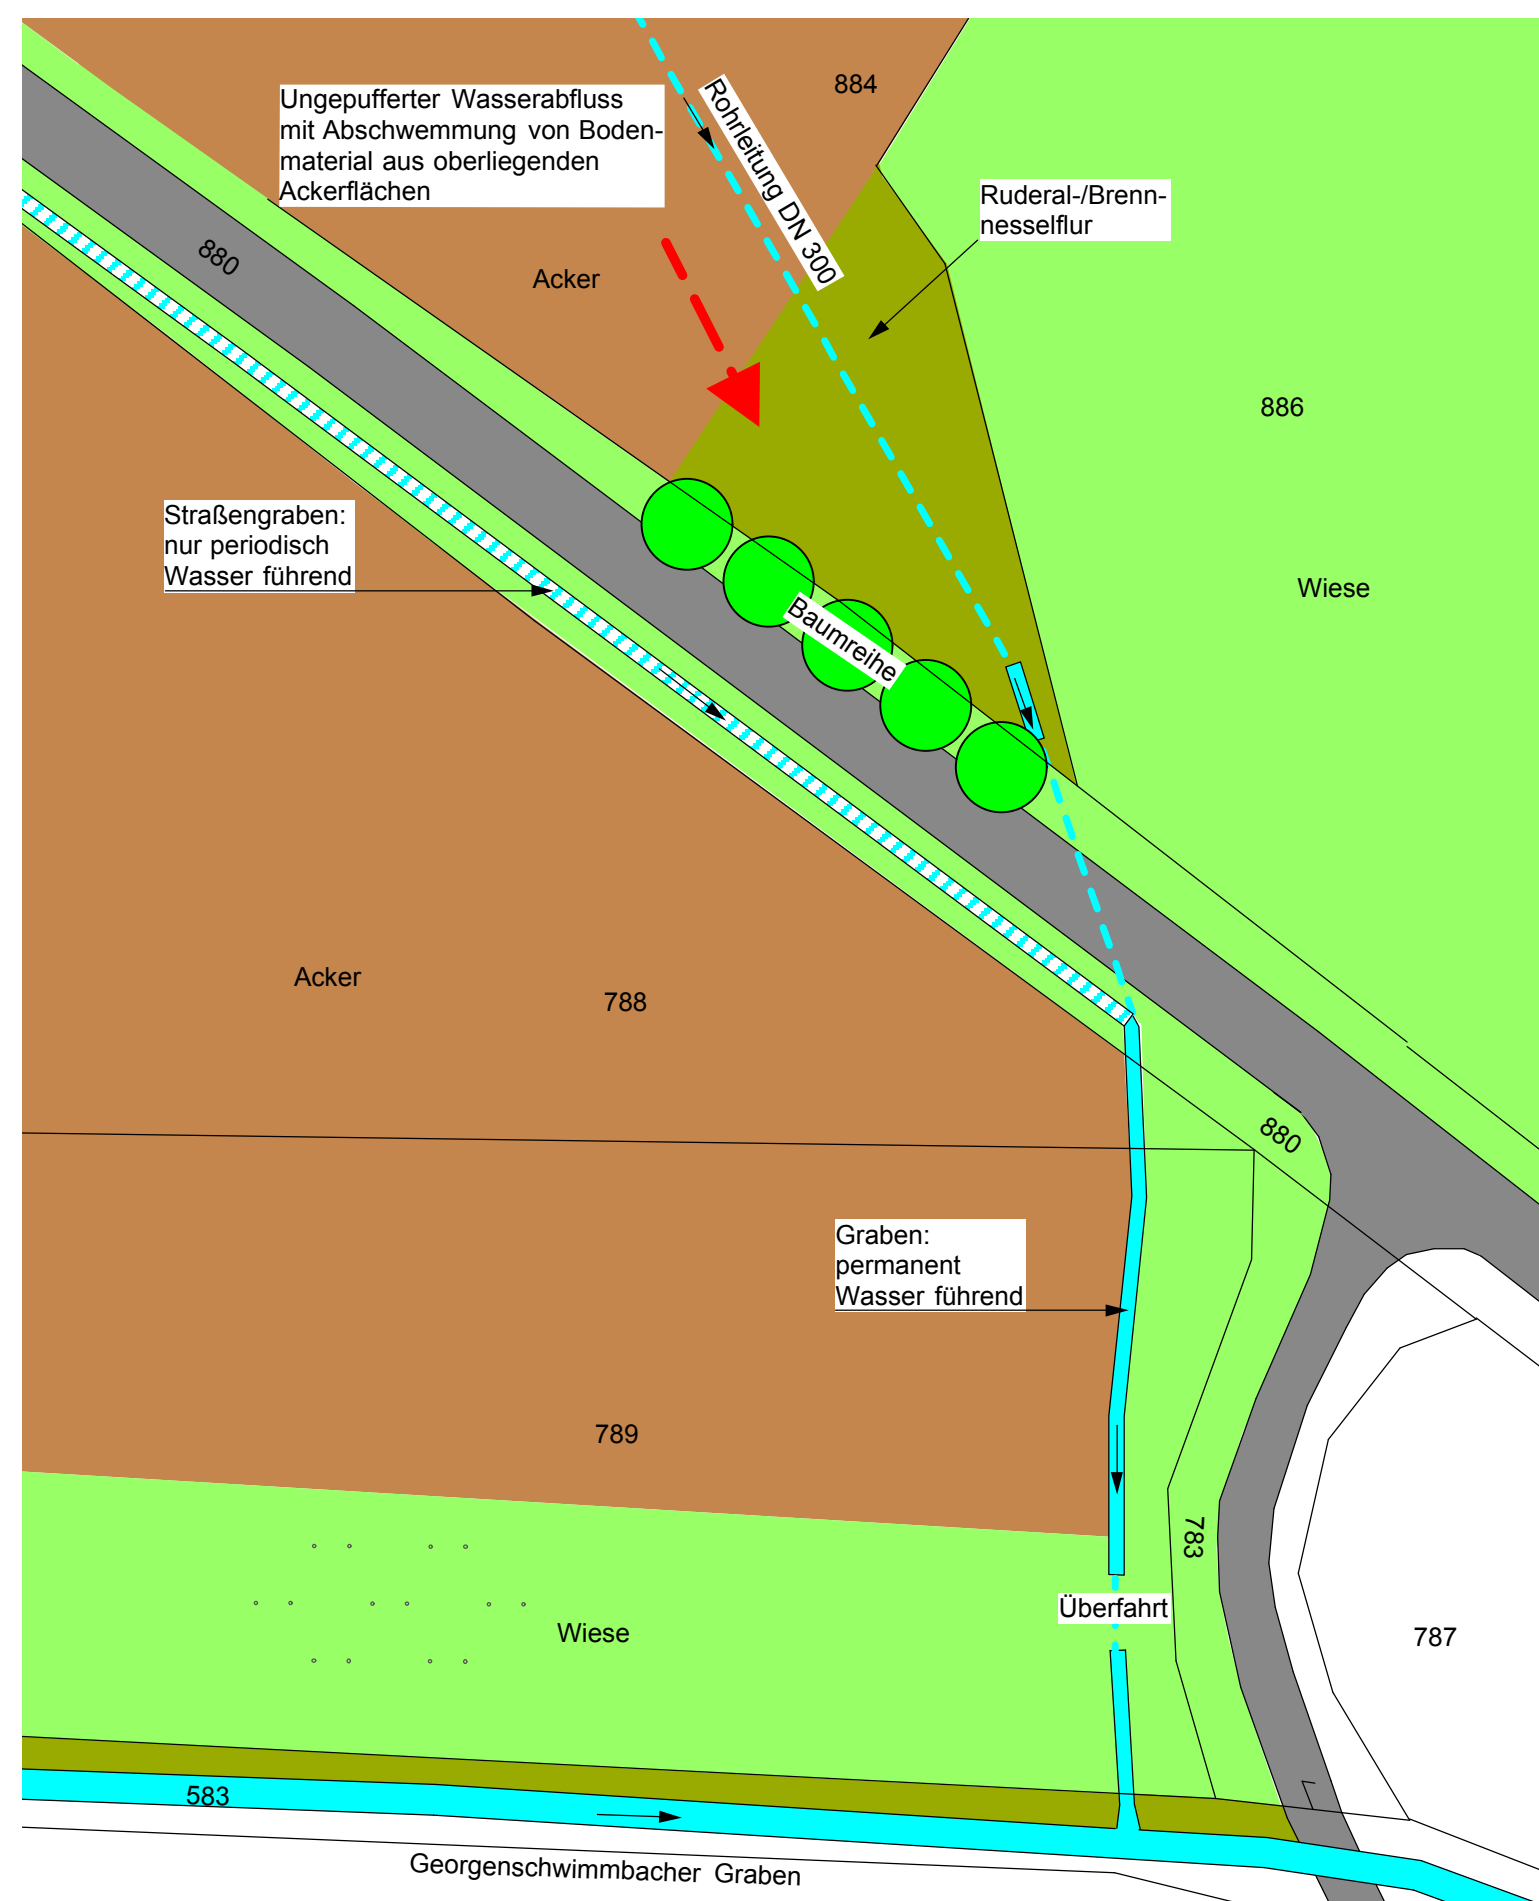 884
Ungepufferter Wasserabfluss
mit Abschwemmung von Boden-
material aus oberliegenden
Ackerflächen
Rohrleitung DN 300
Ruderal-/Brenn-
nesselflur
880
Acker
886
Straßengraben:
nur periodisch
Wasser führend
Wiese
Baumreihe
Acker
788
880
Graben:
permanent
Wasser führend
789
783
Überfahrt
Wiese
787
583
Georgenschwimmbacher Graben